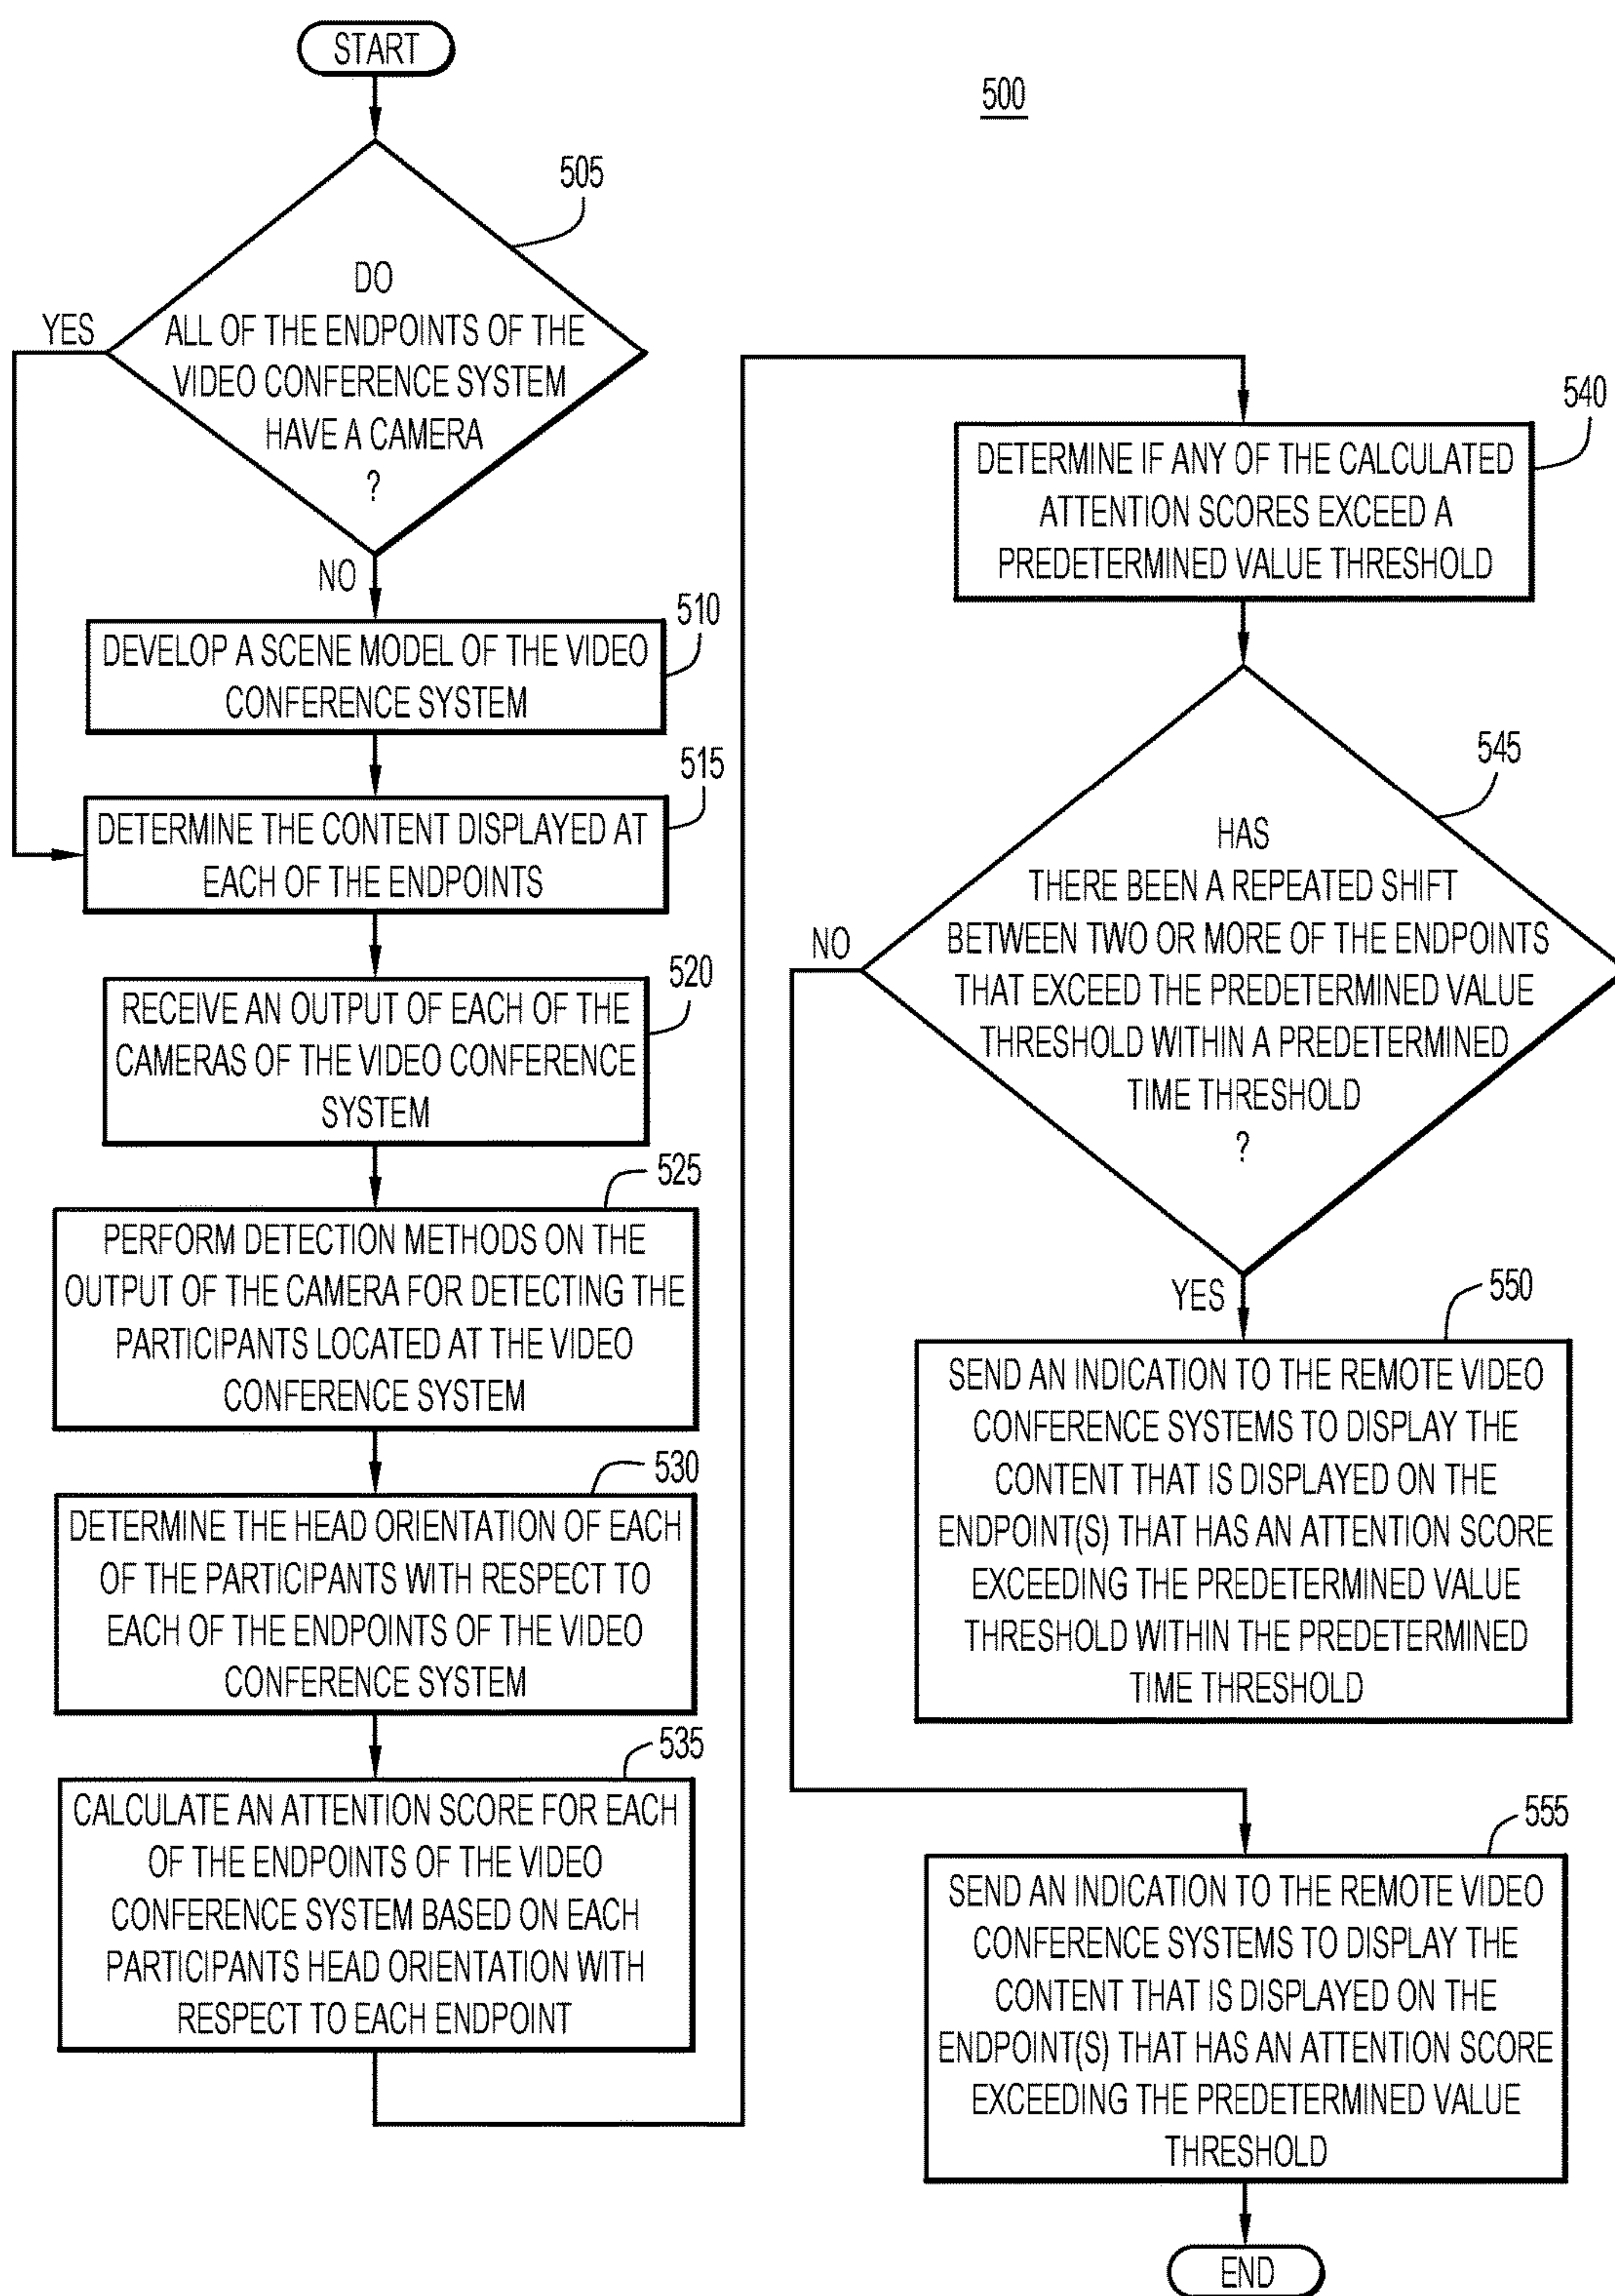 START
500
505
DO
ALL OF THE ENDPOINTS OF THE
VIDEO CONFERENCE SYSTEM
HAVE A CAMERA
?
YES
NO
510
DEVELOP A SCENE MODEL OF THE VIDEO
CONFERENCE SYSTEM
515
DETERMINE THE CONTENT DISPLAYED AT
EACH OF THE ENDPOINTS
520
RECEIVE AN OUTPUT OF EACH OF THE
CAMERAS OF THE VIDEO CONFERENCE
SYSTEM
525
PERFORM DETECTION METHODS ON THE
OUTPUT OF THE CAMERA FOR DETECTING THE
PARTICIPANTS LOCATED AT THE VIDEO
CONFERENCE SYSTEM
530
DETERMINE THE HEAD ORIENTATION OF EACH
OF THE PARTICIPANTS WITH RESPECT TO
EACH OF THE ENDPOINTS OF THE VIDEO
CONFERENCE SYSTEM
535
CALCULATE AN ATTENTION SCORE FOR EACH
OF THE ENDPOINTS OF THE VIDEO
CONFERENCE SYSTEM BASED ON EACH
PARTICIPANTS HEAD ORIENTATION WITH
RESPECT TO EACH ENDPOINT
540
DETERMINE IF ANY OF THE CALCULATED
ATTENTION SCORES EXCEED A
PREDETERMINED VALUE THRESHOLD
545
HAS
THERE BEEN A REPEATED SHIFT
BETWEEN TWO OR MORE OF THE ENDPOINTS
THAT EXCEED THE PREDETERMINED VALUE
THRESHOLD WITHIN A PREDETERMINED
TIME THRESHOLD
?
NO
YES
550
SEND AN INDICATION TO THE REMOTE VIDEO
CONFERENCE SYSTEMS TO DISPLAY THE
CONTENT THAT IS DISPLAYED ON THE
ENDPOINT(S) THAT HAS AN ATTENTION SCORE
EXCEEDING THE PREDETERMINED VALUE
THRESHOLD WITHIN THE PREDETERMINED
TIME THRESHOLD
555
SEND AN INDICATION TO THE REMOTE VIDEO
CONFERENCE SYSTEMS TO DISPLAY THE
CONTENT THAT IS DISPLAYED ON THE
ENDPOINT(S) THAT HAS AN ATTENTION SCORE
EXCEEDING THE PREDETERMINED VALUE
THRESHOLD
END